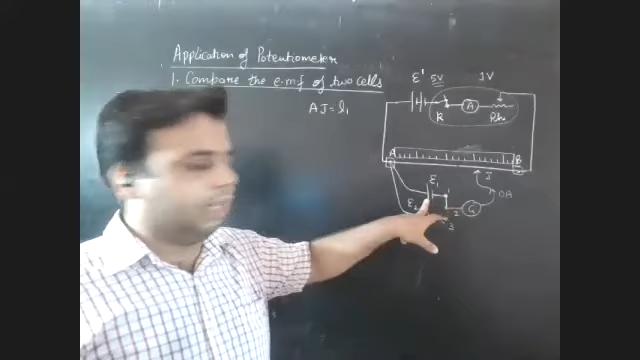 Application of Potentiometer
1. Compare the e.m.f of two cells
AJ = l₁
E' 5V 1V
K A Rh
A B
J
E₁
0A
E₂
1
2 G
3